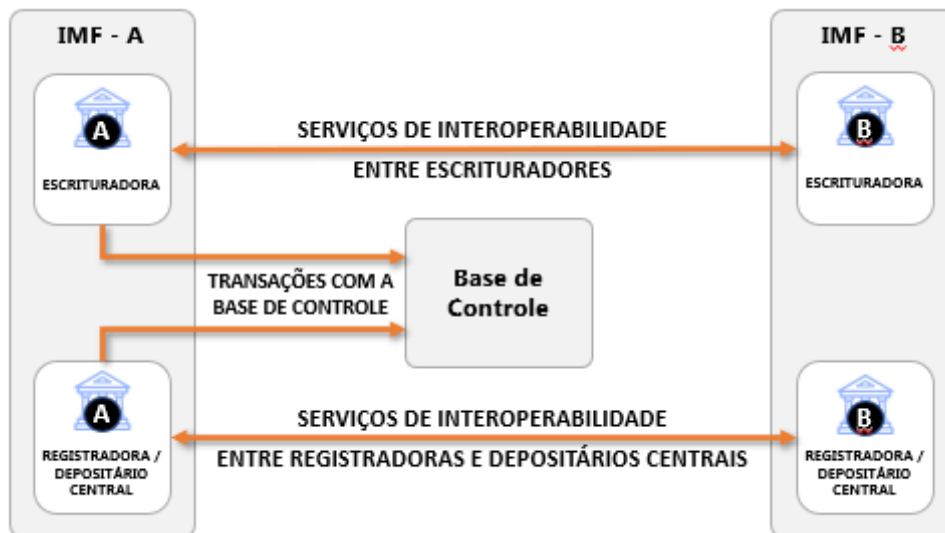 IMF - A
IMF - B
A
B
ESCRITURADORA
ESCRITURADORA
SERVIÇOS DE INTEROPERABILIDADE
ENTRE ESCRITURADORES
TRANSAÇÕES COM A
BASE DE CONTROLE
Base de
Controle
A
B
REGISTRADORA /
DEPOSITÁRIO
CENTRAL
SERVIÇOS DE INTEROPERABILIDADE
ENTRE REGISTRADORAS E DEPOSITÁRIOS CENTRAIS
REGISTRADORA /
DEPOSITÁRIO
CENTRAL